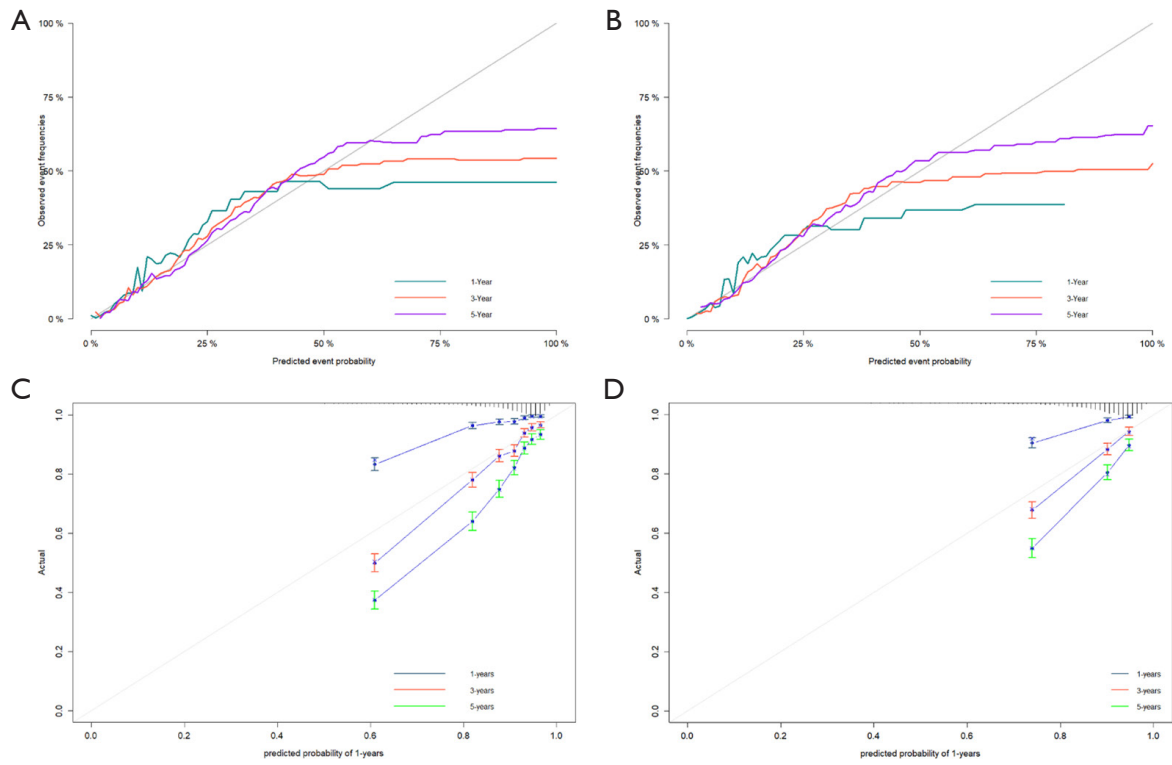 A
100 %
75 %
50 %
25 %
0 %
Observed event frequencies
1-Year
3-Year
5-Year
0 %
25 %
50 %
75 %
100 %
Predicted event probability
B
100 %
75 %
50 %
25 %
0 %
Observed event frequencies
1-Year
3-Year
5-Year
0 %
25 %
50 %
75 %
100 %
Predicted event probability
C
1.0
0.8
0.6
0.4
0.2
0.0
Actual
1-years
3-years
5-years
0.0
0.2
0.4
0.6
0.8
1.0
predicted probability of 1-years
D
1.0
0.8
0.6
0.4
0.2
0.0
Actual
1-years
3-years
5-years
0.0
0.2
0.4
0.6
0.8
1.0
predicted probability of 1-years